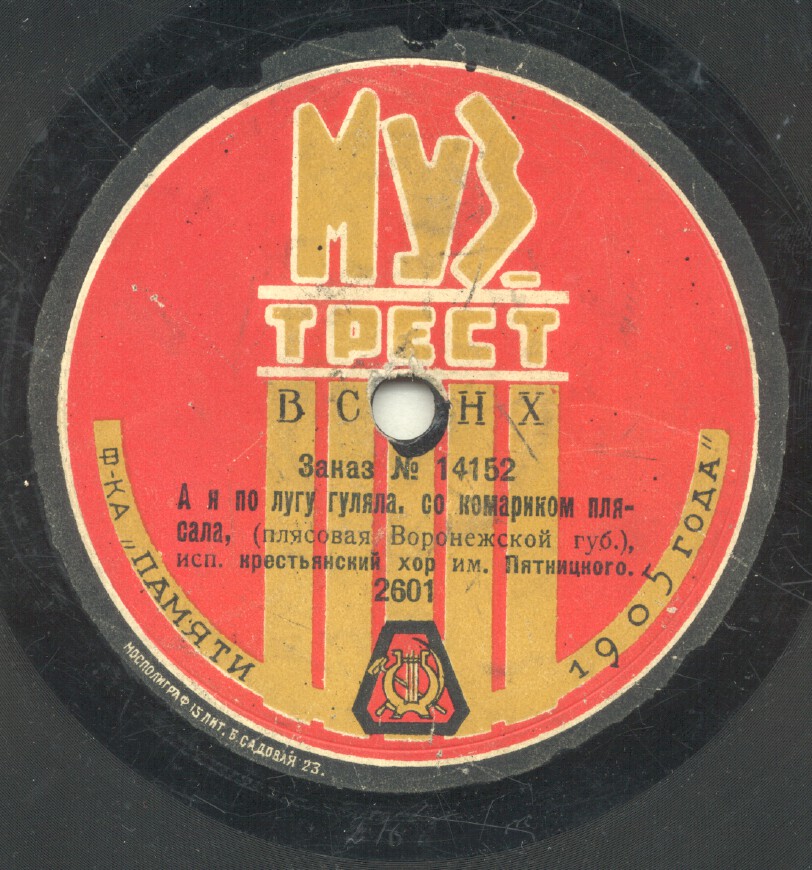 МУЗ-
ТРЕСТ
ВСНХ
Заказ № 14152
А я по лугу гуляла, со комариком пля-
сала, (плясовая Воронежской губ.),
исп. крестьянский хор им. Пятницкого.
2601
Ф-КА „ПАМЯТИ 1905 ГОДА"
МОСПОЛИГРАФ 15 ЛИТ. Б. САДОВАЯ 23.